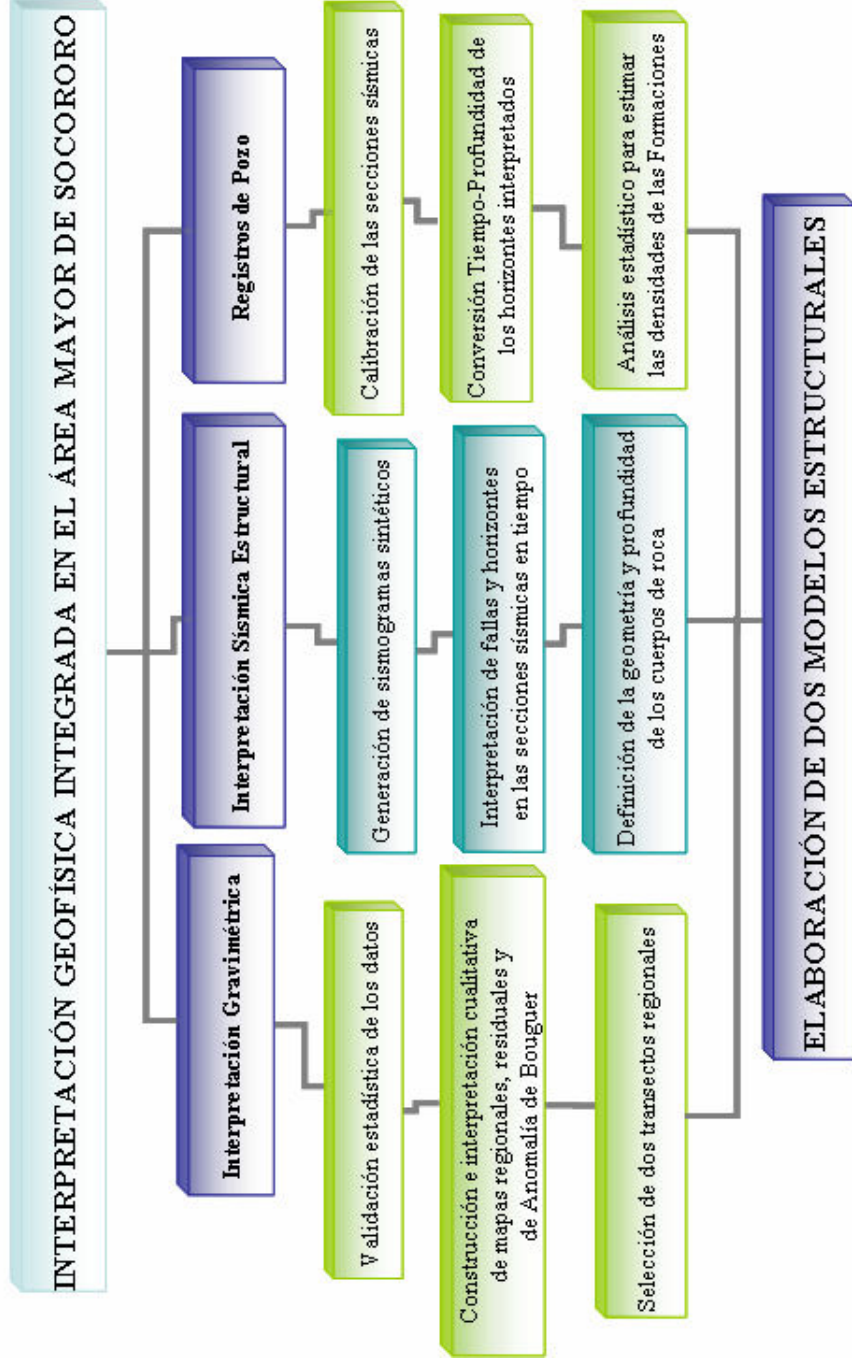 INTERPRETACIÓN GEOFÍSICA INTEGRADA EN EL ÁREA MAYOR DE SOCORORO
Interpretación Gravimétrica
Validación estadística de los datos
Construcción e interpretación cualitativa
de mapas regionales, residuales y
de Anomalía de Bouguer
Selección de dos transectos regionales
Interpretación Sísmica Estructural
Generación de sismogramas sintéticos
Interpretación de fallas y horizontes
en las secciones sísmicas en tiempo
Definición de la geometría y profundidad
de los cuerpos de roca
Registros de Pozo
Calibración de las secciones sísmicas
Conversión Tiempo-Profundidad de
los horizontes interpretados
Análisis estadístico para estimar
las densidades de las Formaciones
ELABORACIÓN DE DOS MODELOS ESTRUCTURALES